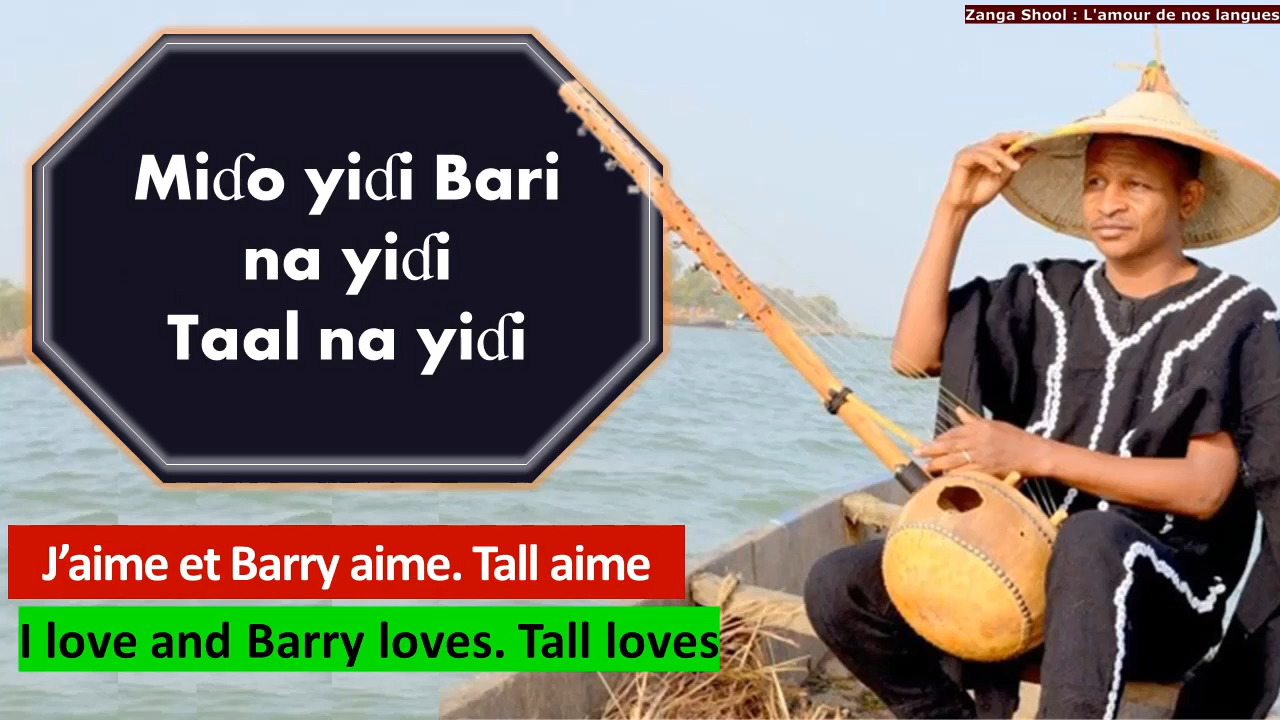 Zanga Shool : L'amour de nos langues
Miɗo yiɗi Bari
na yiɗi
Taal na yiɗi
J’aime et Barry aime. Tall aime
I love and Barry loves. Tall loves